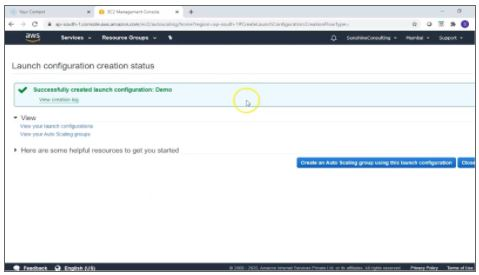 Your Compet
EC2 Management Console
ap-south-1.console.aws.amazon.com/ec2/autoscaling/home?region=ap-south-1#CreateLaunchConfiguration:creationFlowType=
aws Services Resource Groups SunshineConsulting Mumbai Support
Launch configuration creation status
Successfully created launch configuration: Demo
View creation log
View
View your launch configurations
View your Auto Scaling groups
Here are some helpful resources to get you started
Create an Auto Scaling group using this launch configuration Close
Feedback English (US) © 2008 - 2020, Amazon Internet Services Private Ltd. or its affiliates. All rights reserved. Privacy Policy Terms of Use